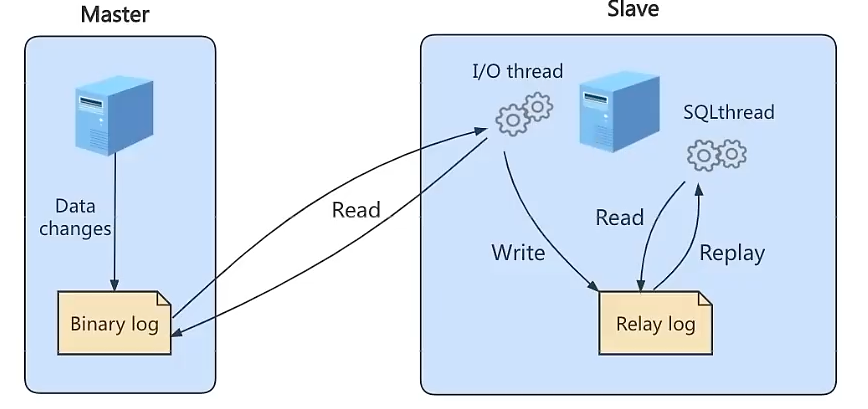 Master
Slave
I/O thread
SQLthread
Data
changes
Read
Write
Read
Replay
Binary log
Relay log